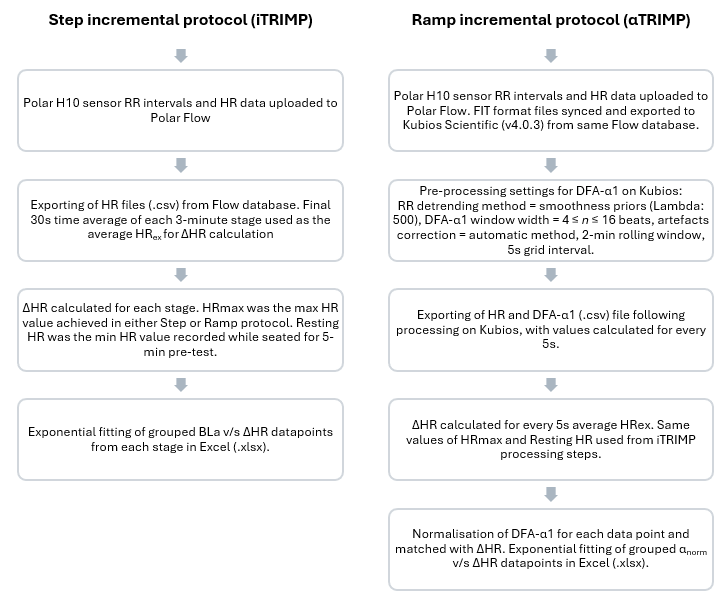 Step incremental protocol (iTRIMP)
Polar H10 sensor RR intervals and HR data uploaded to
Polar Flow
Exporting of HR files (.csv) from Flow database. Final
30s time average of each 3-minute stage used as the
average HRex for ΔHR calculation
ΔHR calculated for each stage. HRmax was the max HR
value achieved in either Step or Ramp protocol. Resting
HR was the min HR value recorded while seated for 5-
min pre-test.
Exponential fitting of grouped BLa v/s ΔHR datapoints
from each stage in Excel (.xlsx).
Ramp incremental protocol (αTRIMP)
Polar H10 sensor RR intervals and HR data uploaded to
Polar Flow. FIT format files synced and exported to
Kubios Scientific (v4.0.3) from same Flow database.
Pre-processing settings for DFA-α1 on Kubios:
RR detrending method = smoothness priors (Lambda:
500), DFA-α1 window width = 4 ≤ n ≤ 16 beats, artefacts
correction = automatic method, 2-min rolling window,
5s grid interval.
Exporting of HR and DFA-α1 (.csv) file following
processing on Kubios, with values calculated for every
5s.
ΔHR calculated for every 5s average HRex. Same
values of HRmax and Resting HR used from iTRIMP
processing steps.
Normalisation of DFA-α1 for each data point and
matched with ΔHR. Exponential fitting of grouped αnorm
v/s ΔHR datapoints in Excel (.xlsx).